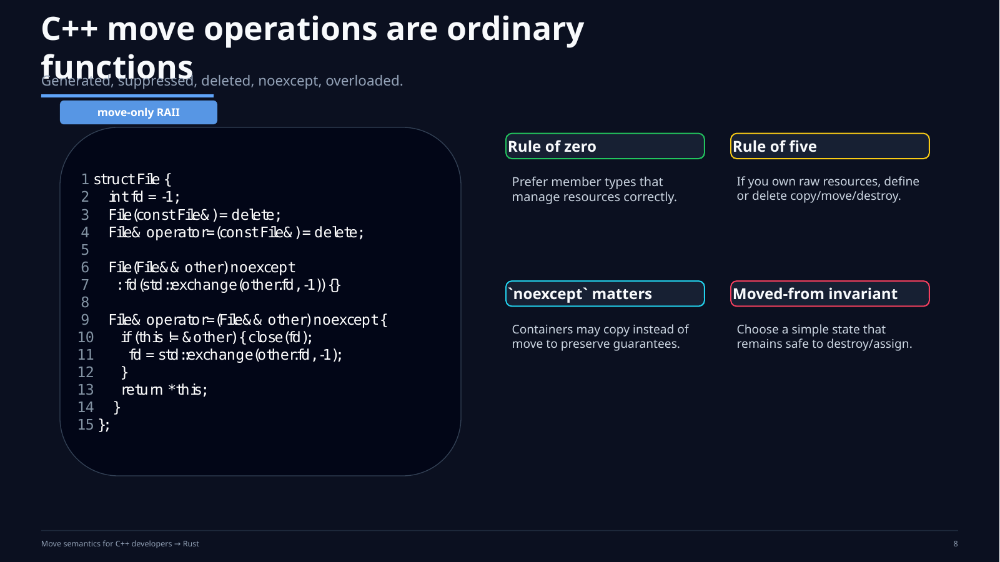 C++ move operations are ordinary
functions
Generated, suppressed, deleted, noexcept, overloaded.
move-only RAII
1 struct File {
2   int fd = -1;
3   File(const File&) = delete;
4   File& operator=(const File&) = delete;
5
6   File(File&& other) noexcept
7     : fd(std::exchange(other.fd, -1)) {}
8
9   File& operator=(File&& other) noexcept {
10     if (this != &other) { close(fd);
11       fd = std::exchange(other.fd, -1);
12     }
13     return *this;
14   }
15 };
Rule of zero
Prefer member types that
manage resources correctly.
Rule of five
If you own raw resources, define
or delete copy/move/destroy.
`noexcept` matters
Containers may copy instead of
move to preserve guarantees.
Moved-from invariant
Choose a simple state that
remains safe to destroy/assign.
Move semantics for C++ developers → Rust
8